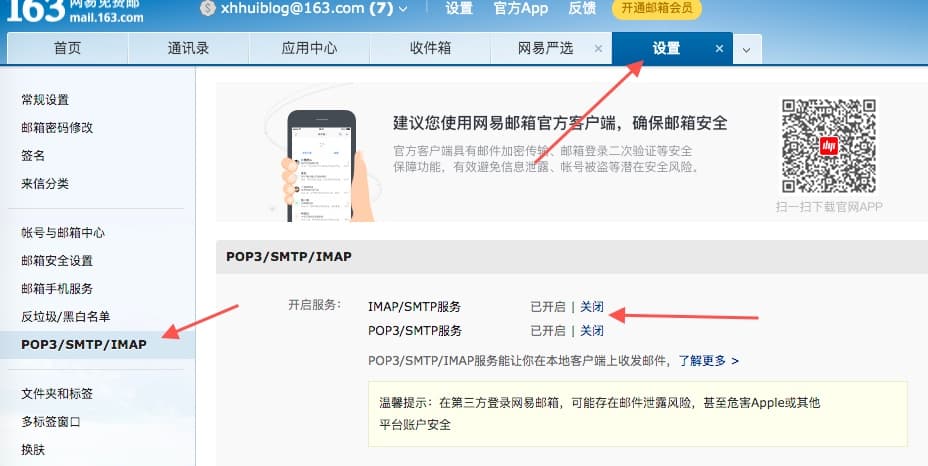 163 网易免费邮
mail.163.com
xhhuiblog@163.com (7)
设置
官方App
反馈
开通邮箱会员
首页
通讯录
应用中心
收件箱
网易严选 ×
设置 ×
常规设置
邮箱密码修改
签名
来信分类
帐号与邮箱中心
邮箱安全设置
邮箱手机服务
反垃圾/黑白名单
POP3/SMTP/IMAP
文件夹和标签
多标签窗口
换肤
建议您使用网易邮箱官方客户端，确保邮箱安全
官方客户端具有邮件加密传输、邮箱登录二次验证等安全
保障功能，有效避免信息泄露、帐号被盗等潜在安全风险。
扫一扫下载官网APP
POP3/SMTP/IMAP
开启服务： IMAP/SMTP服务 已开启 | 关闭
POP3/SMTP服务 已开启 | 关闭
POP3/SMTP/IMAP服务能让你在本地客户端上收发邮件，了解更多 >
温馨提示：在第三方登录网易邮箱，可能存在邮件泄露风险，甚至危害Apple或其他
平台账户安全